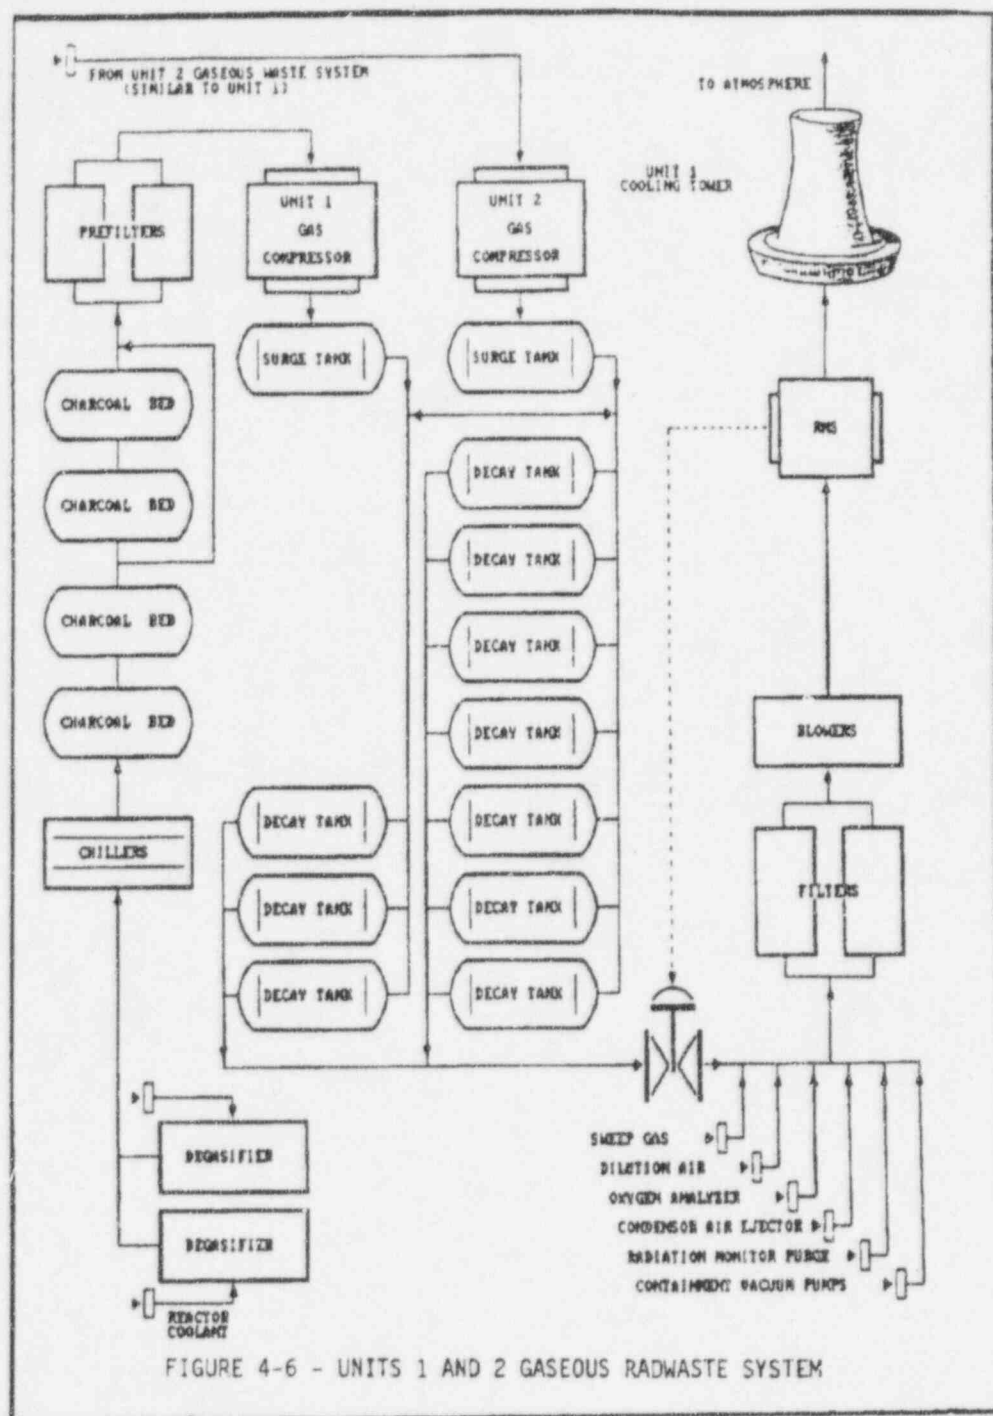 FROM UNIT 2 GASEOUS WASTE SYSTEM
(SIMILAR TO UNIT 1)
TO ATMOSPHERE
UNIT 1
COOLING TOWER
PREFILTERS
UNIT 1
GAS
COMPRESSOR
UNIT 2
GAS
COMPRESSOR
SURGE TANK
SURGE TANK
CHARCOAL BED
CHARCOAL BED
CHARCOAL BED
CHARCOAL BED
RMS
DECAY TANK
DECAY TANK
DECAY TANK
DECAY TANK
DECAY TANK
DECAY TANK
DECAY TANK
BLOWERS
CHILLERS
DECAY TANK
DECAY TANK
DECAY TANK
FILTERS
DEGASIFIER
DEGASIFIER
REACTOR
COOLANT
SWEEP GAS
DILUTION AIR
OXYGEN ANALYZER
CONDENSOR AIR EJECTOR
RADIATION MONITOR PURGE
CONTAINMENT VACUUM PUMPS
FIGURE 4-6 - UNITS 1 AND 2 GASEOUS RADWASTE SYSTEM